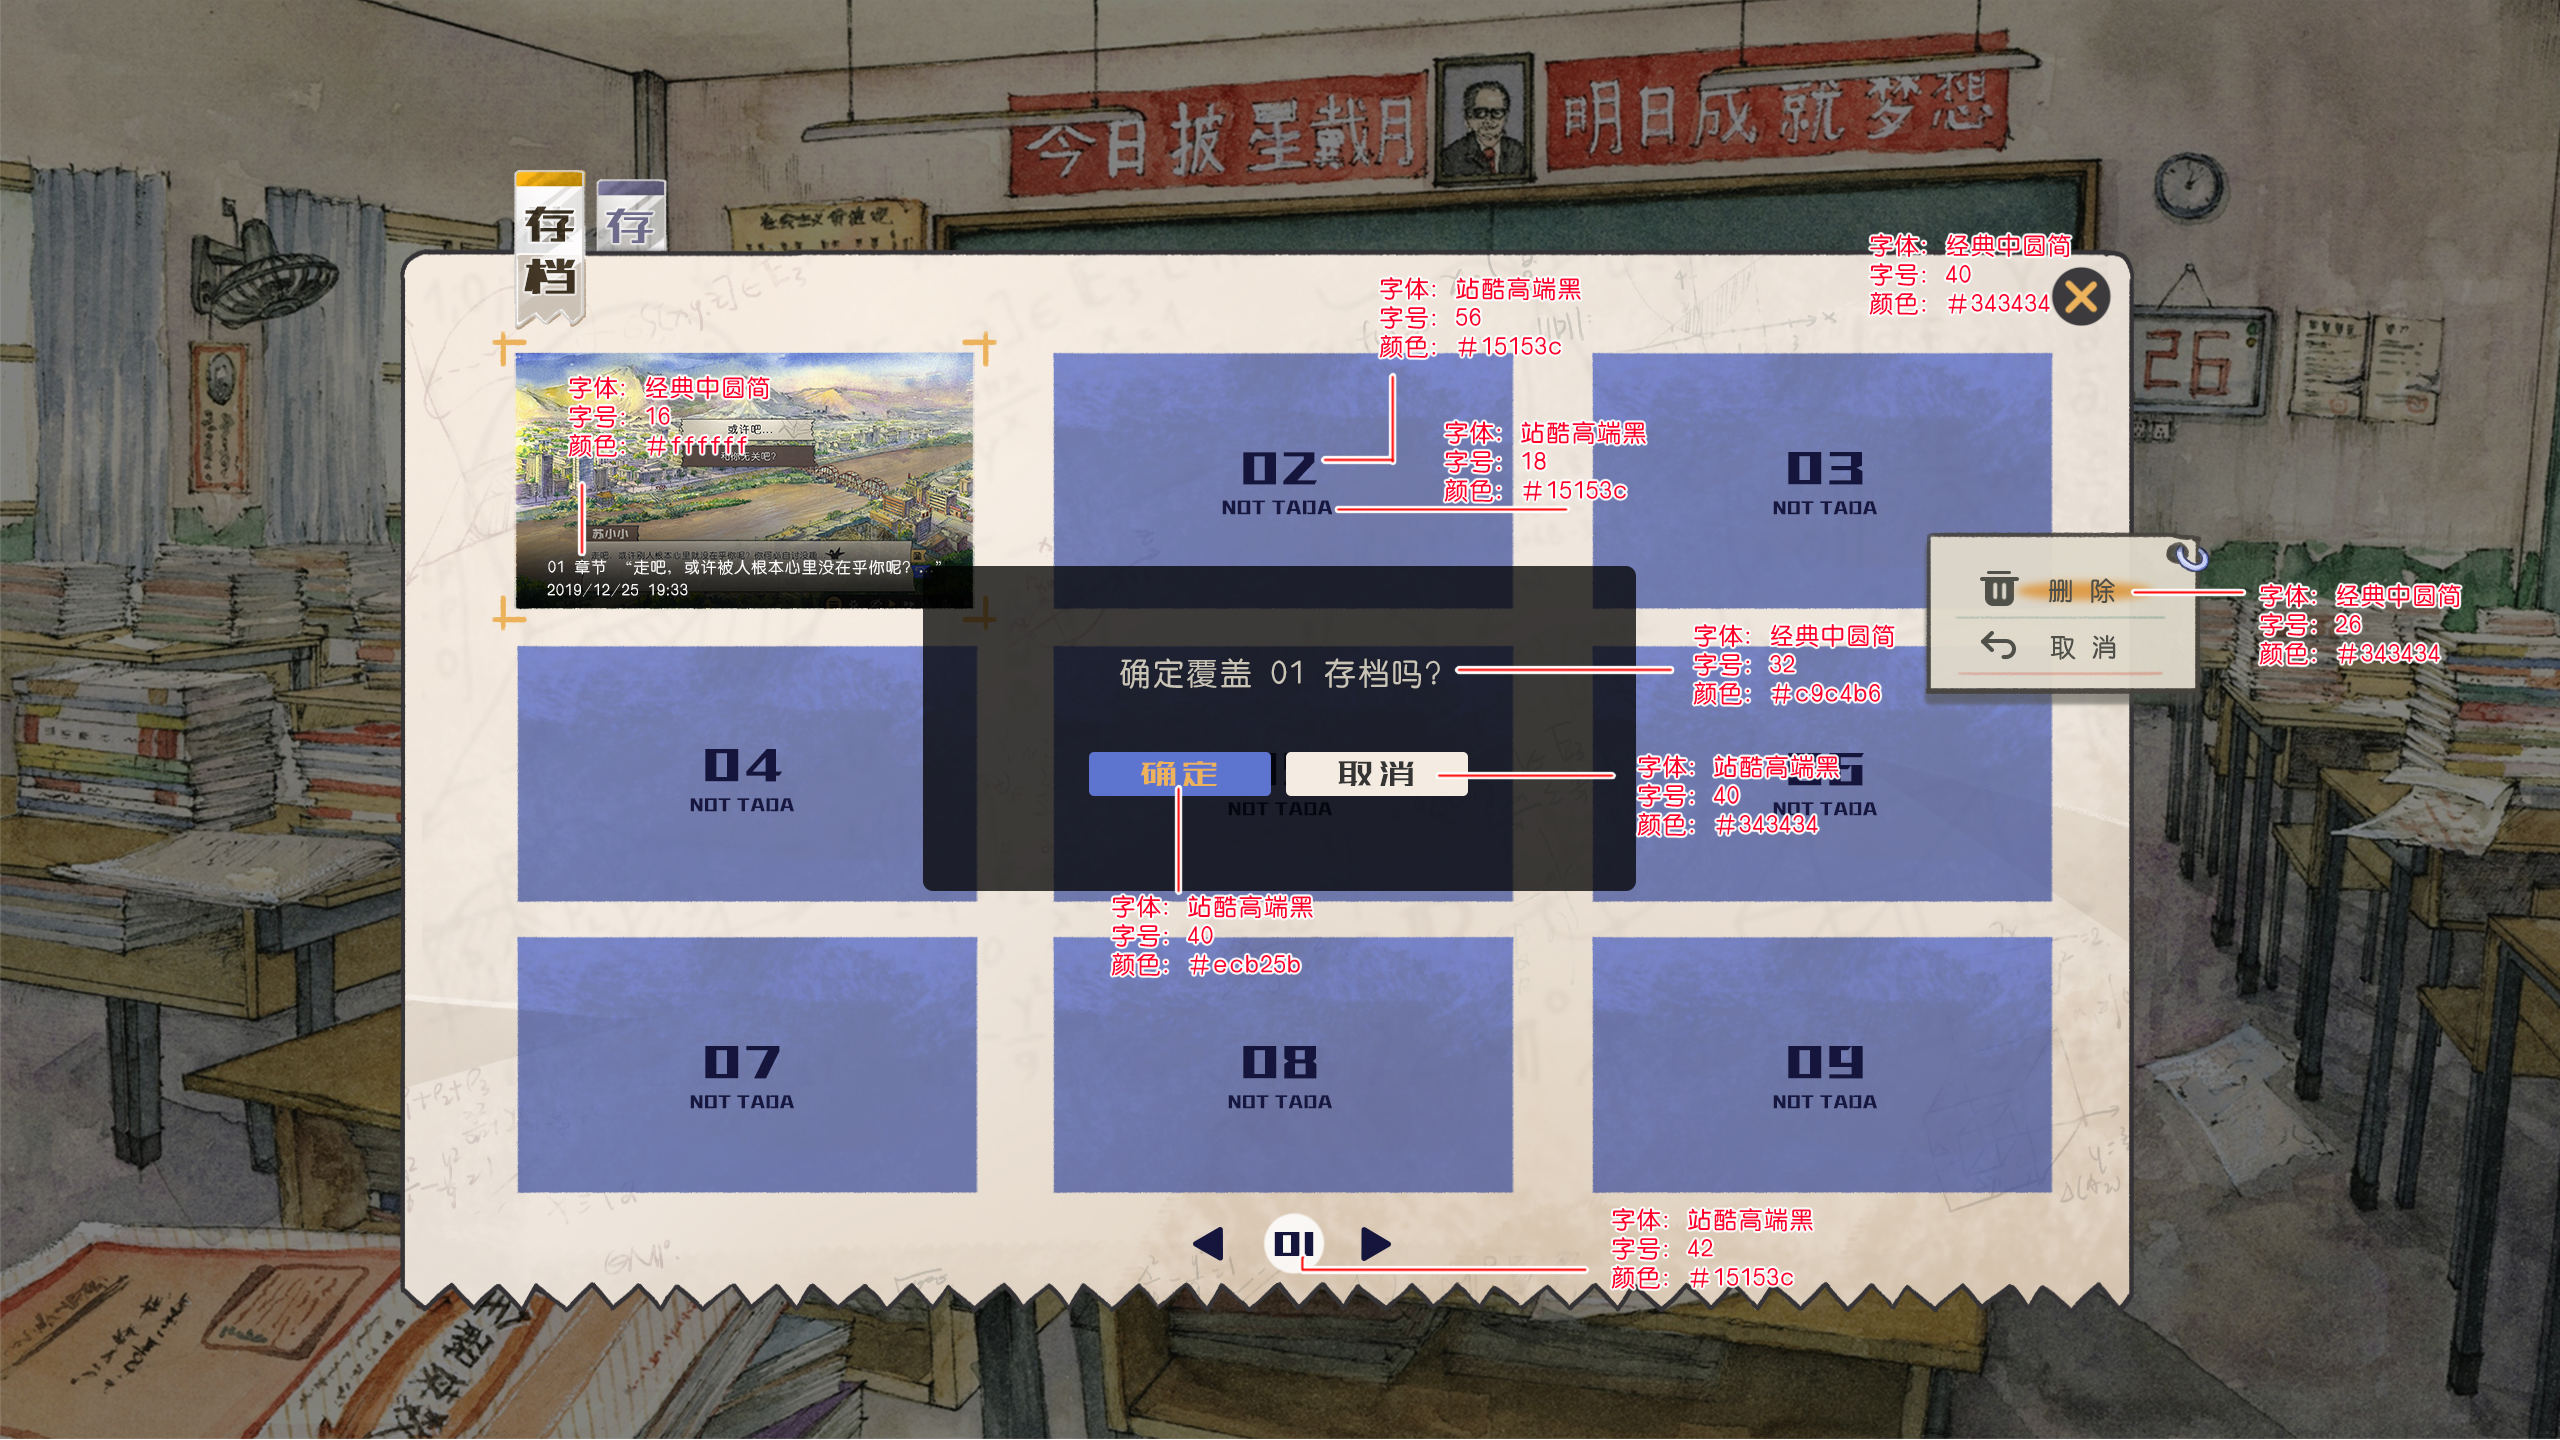 今日披星戴月
明日成就梦想
存档
存
字体： 经典中圆简
字号： 40
颜色： #343434
字体： 站酷高端黑
字号： 56
颜色： #15153c
26
字体： 经典中圆简
字号： 16
颜色： #ffffff
或许吧...
和你无关吧?
字体： 站酷高端黑
字号： 18
颜色： #15153c
02
NOT TADA
03
NOT TADA
苏小小
01 章节 “走吧，或许被人根本心里没在乎你呢？...”
2019/12/25 19:33
删 除
取 消
字体： 经典中圆简
字号： 26
颜色： #343434
确定覆盖 01 存档吗？
字体： 经典中圆简
字号： 32
颜色： #c9c4b6
04
NOT TADA
确定
取消
NOT TADA
字体： 站酷高端黑
字号： 40
颜色： #343434
NOT TADA
字体： 站酷高端黑
字号： 40
颜色： #ecb25b
07
NOT TADA
08
NOT TADA
09
NOT TADA
01
字体： 站酷高端黑
字号： 42
颜色： #15153c